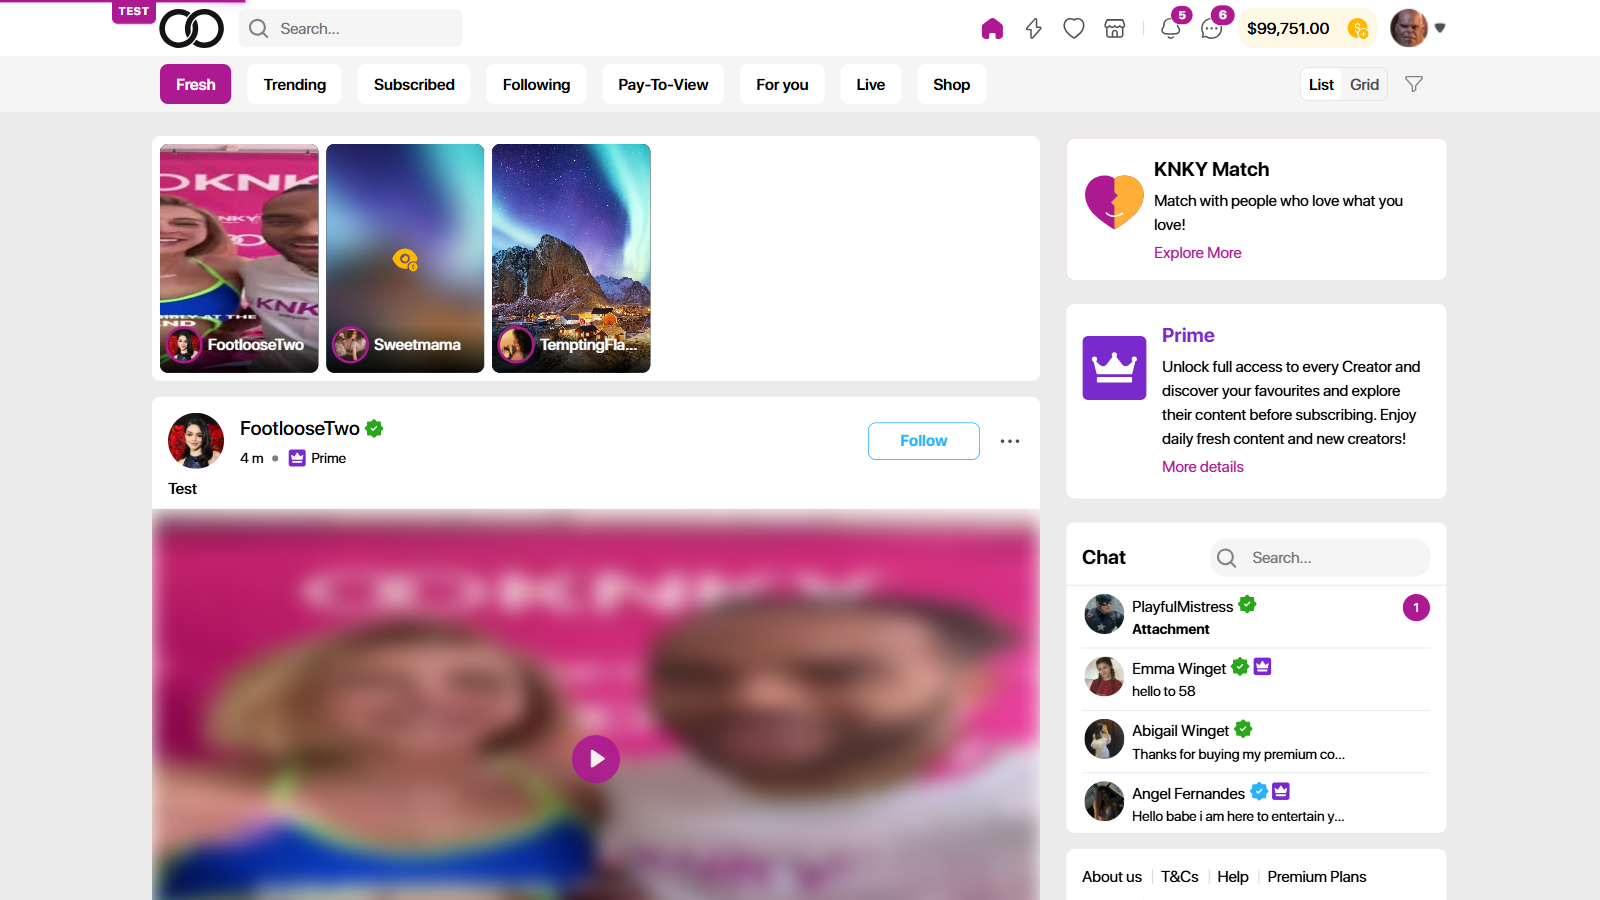 TEST
Search...
5
6
$99,751.00
Fresh
Trending
Subscribed
Following
Pay-To-View
For you
Live
Shop
List
Grid
FootlooseTwo
Sweetmama
TemptingFla...
FootlooseTwo
Follow
4 m
Prime
Test
KNKY
KNKY Match
Match with people who love what you
love!
Explore More
Prime
Unlock full access to every Creator and
discover your favourites and explore
their content before subscribing. Enjoy
daily fresh content and new creators!
More details
Chat
Search...
PlayfulMistress
1
Attachment
Emma Winget
hello to 58
Abigail Winget
Thanks for buying my premium co...
Angel Fernandes
Hello babe i am here to entertain y...
About us
T&Cs
Help
Premium Plans